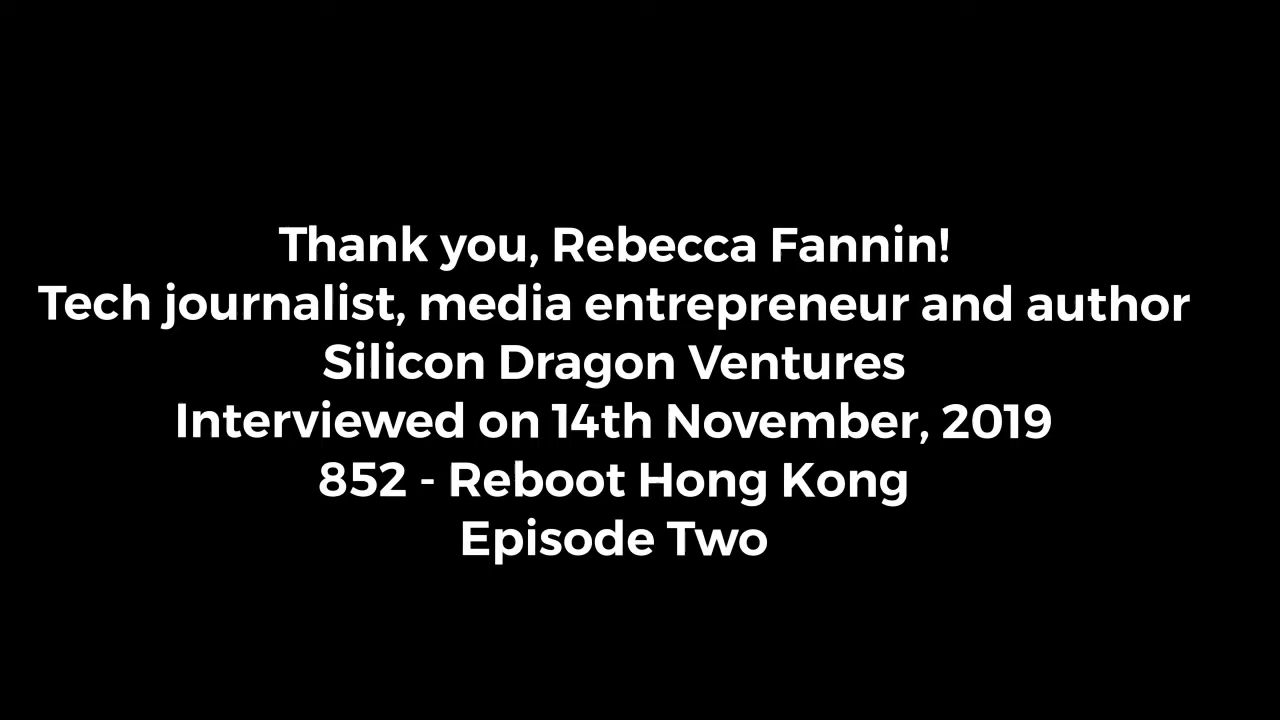 Thank you, Rebecca Fannin!
Tech journalist, media entrepreneur and author
Silicon Dragon Ventures
Interviewed on 14th November, 2019
852 - Reboot Hong Kong
Episode Two